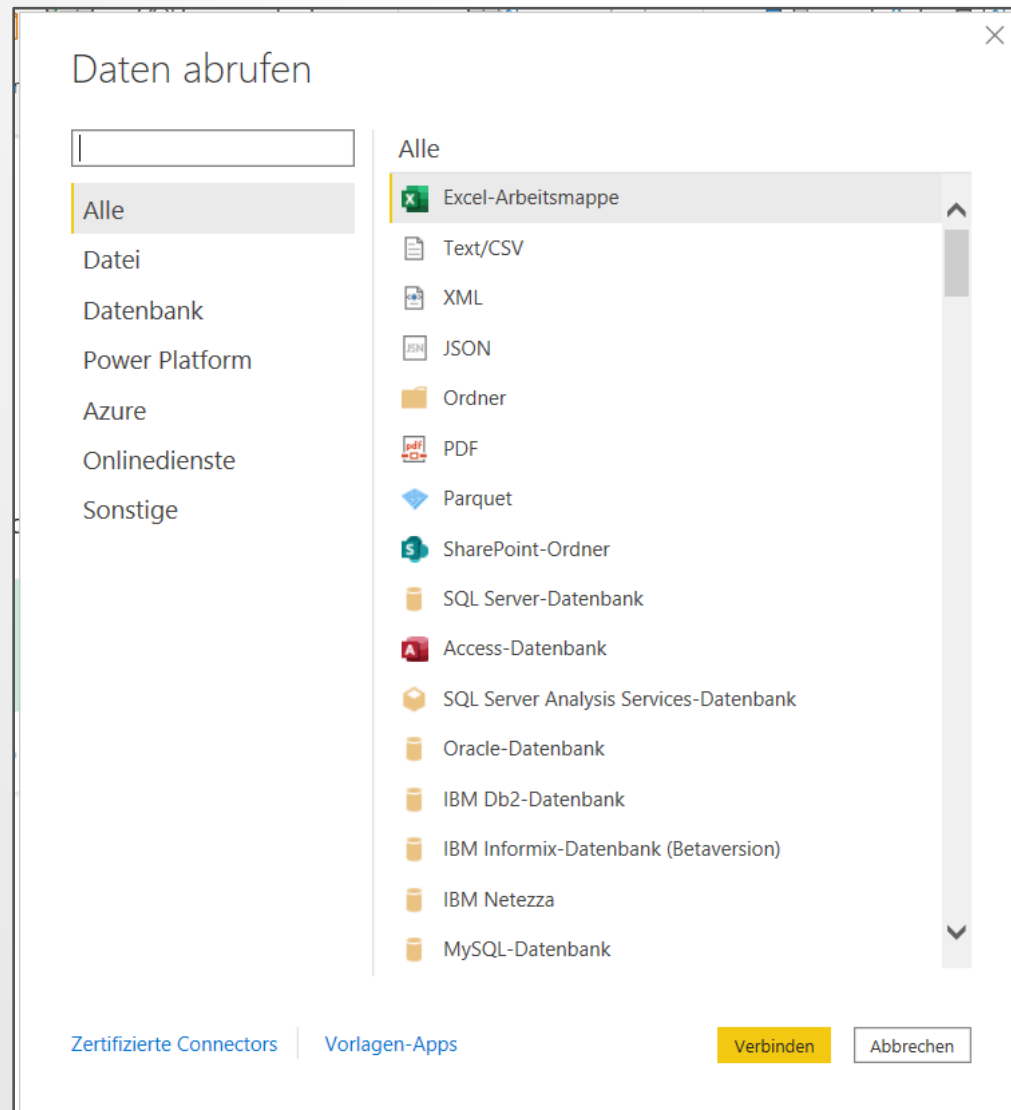 Daten abrufen
Alle
Datei
Datenbank
Power Platform
Azure
Onlinedienste
Sonstige
Alle
Excel-Arbeitsmappe
Text/CSV
XML
JSN JSON
Ordner
pdf PDF
Parquet
SharePoint-Ordner
SQL Server-Datenbank
Access-Datenbank
SQL Server Analysis Services-Datenbank
Oracle-Datenbank
IBM Db2-Datenbank
IBM Informix-Datenbank (Betaversion)
IBM Netezza
MySQL-Datenbank
Zertifizierte Connectors
Vorlagen-Apps
Verbinden
Abbrechen